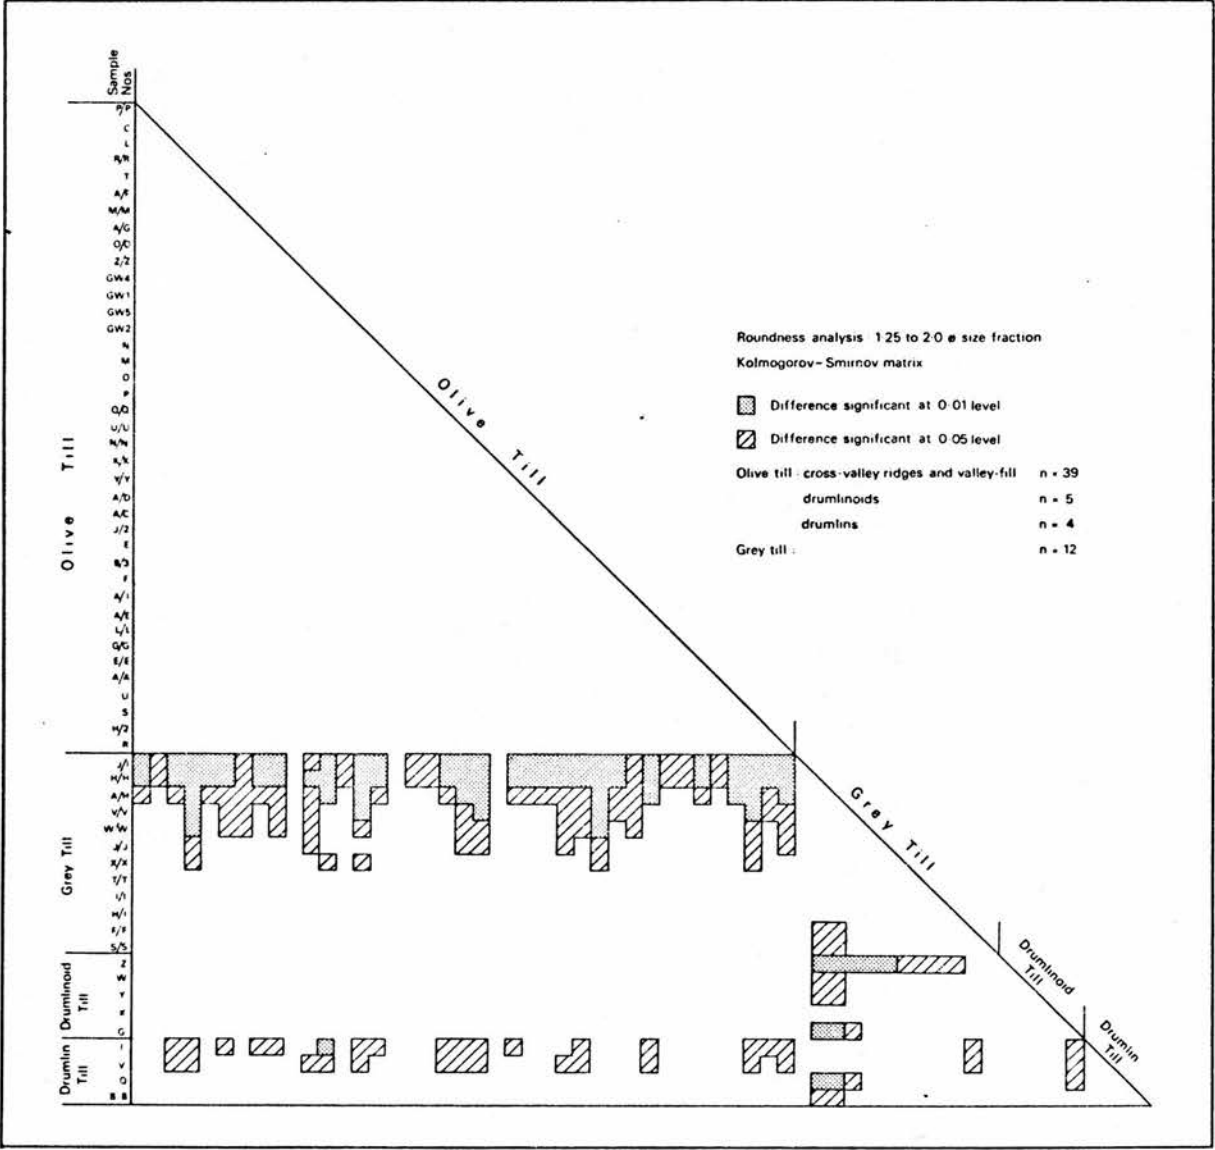 Sample Nos
P/P
C
L
R/R
T
A/F
M/M
A/G
O/O
Z/Z
GW4
GW1
GW5
GW2
N
M
O
P
Q/Q
U/U
N/N
K/K
Y/Y
A/D
A/C
J/2
E
F
A/I
A/E
L/L
G/G
E/E
A/A
U
S
H/2
R
J/1
H/H
A/M
V/V
W/W
J/J
X/X
T/T
I/I
H/I
F/F
S/S
Z
W
Y
X
G
I
V
Q
B B
Olive Till
Grey Till
Drumlinoid Till
Drumlin Till
Olive Till
Grey Till
Drumlinoid Till
Drumlin Till
Roundness analysis 1·25 to 2·0 ø size fraction
Kolmogorov–Smirnov matrix
Difference significant at 0·01 level
Difference significant at 0·05 level
Olive till : cross-valley ridges and valley-fill n = 39
drumlinoids n = 5
drumlins n = 4
Grey till : n = 12